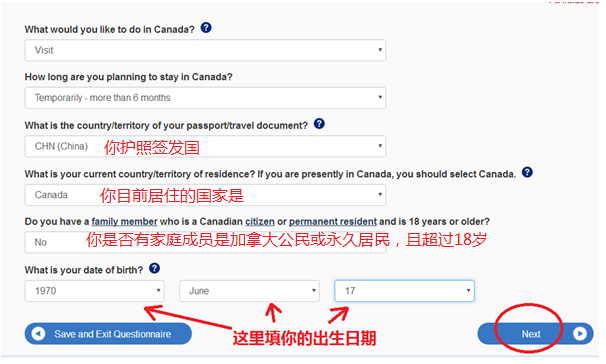 What would you like to do in Canada? ?
Visit
How long are you planning to stay in Canada?
Temporarily - more than 6 months
What is the country/territory of your passport/travel document? ?
CHN (China) 你护照签发国
What is your current country/territory of residence? If you are presently in Canada, you should select Canada. ?
Canada 你目前居住的国家是
Do you have a family member who is a Canadian citizen or permanent resident and is 18 years or older?
No 你是否有家庭成员是加拿大公民或永久居民，且超过18岁
What is your date of birth? ?
1970 June 17
Save and Exit Questionnaire 这里填你的出生日期 Next